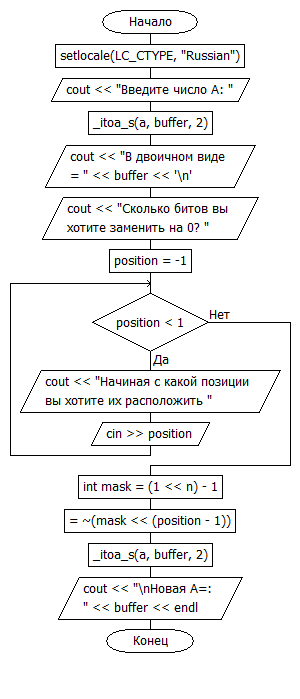 Начало
setlocale(LC_CTYPE, "Russian")
cout << "Введите число А: "
_itoa_s(a, buffer, 2)
cout << "В двоичном виде
= " << buffer << '\n'
cout << "Сколько битов вы
хотите заменить на 0? "
position = -1
position < 1
Нет
Да
cout << "Начиная с какой позиции
вы хотите их расположить "
cin >> position
int mask = (1 << n) - 1
= ~(mask << (position - 1))
_itoa_s(a, buffer, 2)
cout << "\nНовая А=:
" << buffer << endl
Конец